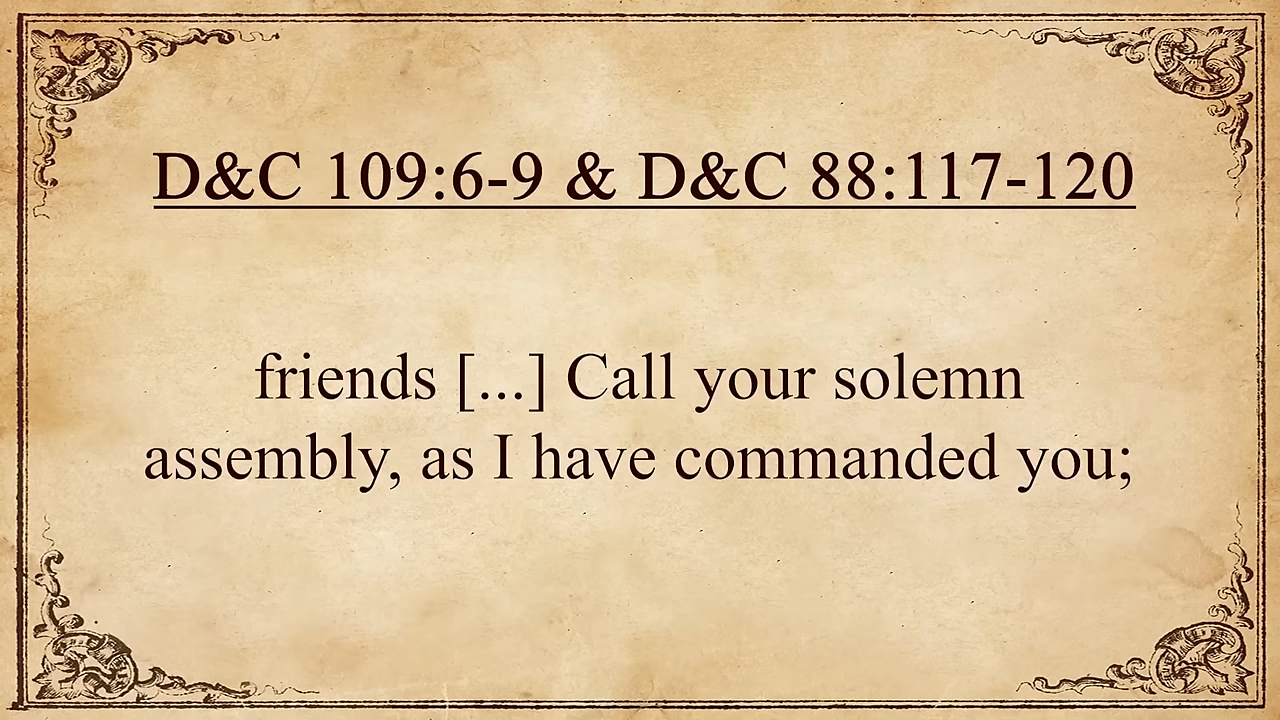 D&C 109:6-9 & D&C 88:117-120
friends [...] Call your solemn
assembly, as I have commanded you;